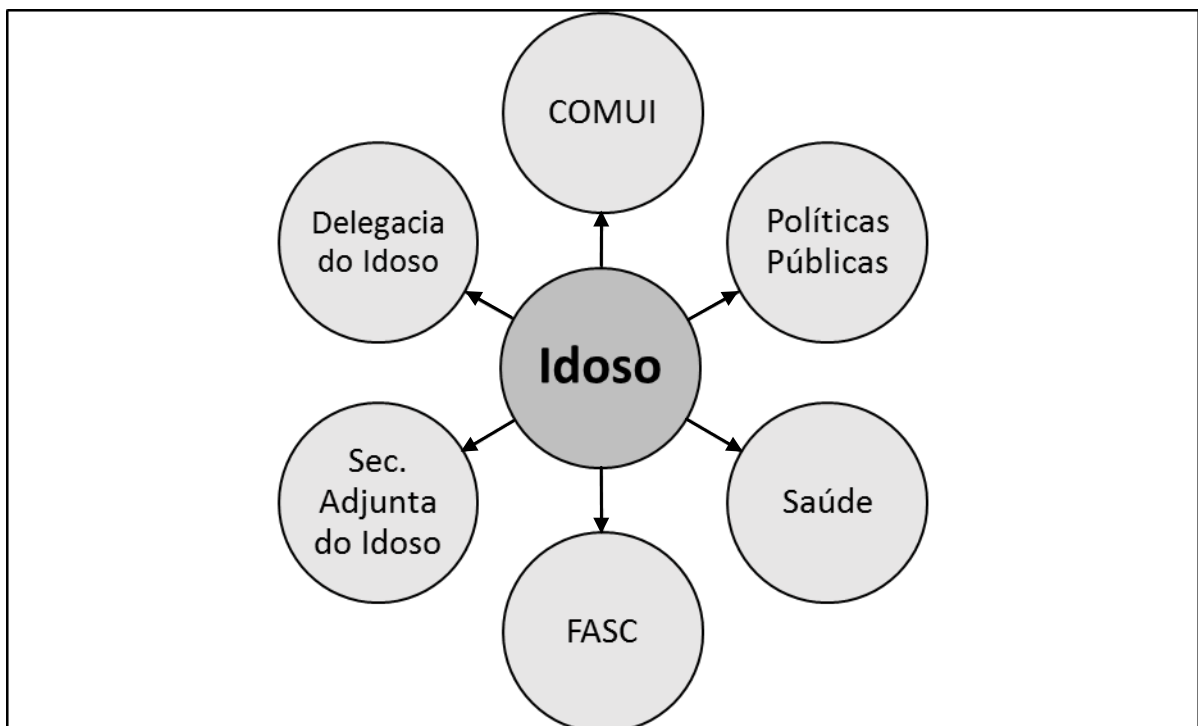 COMUI
Delegacia
do Idoso
Políticas
Públicas
Idoso
Sec.
Adjunta
do Idoso
Saúde
FASC